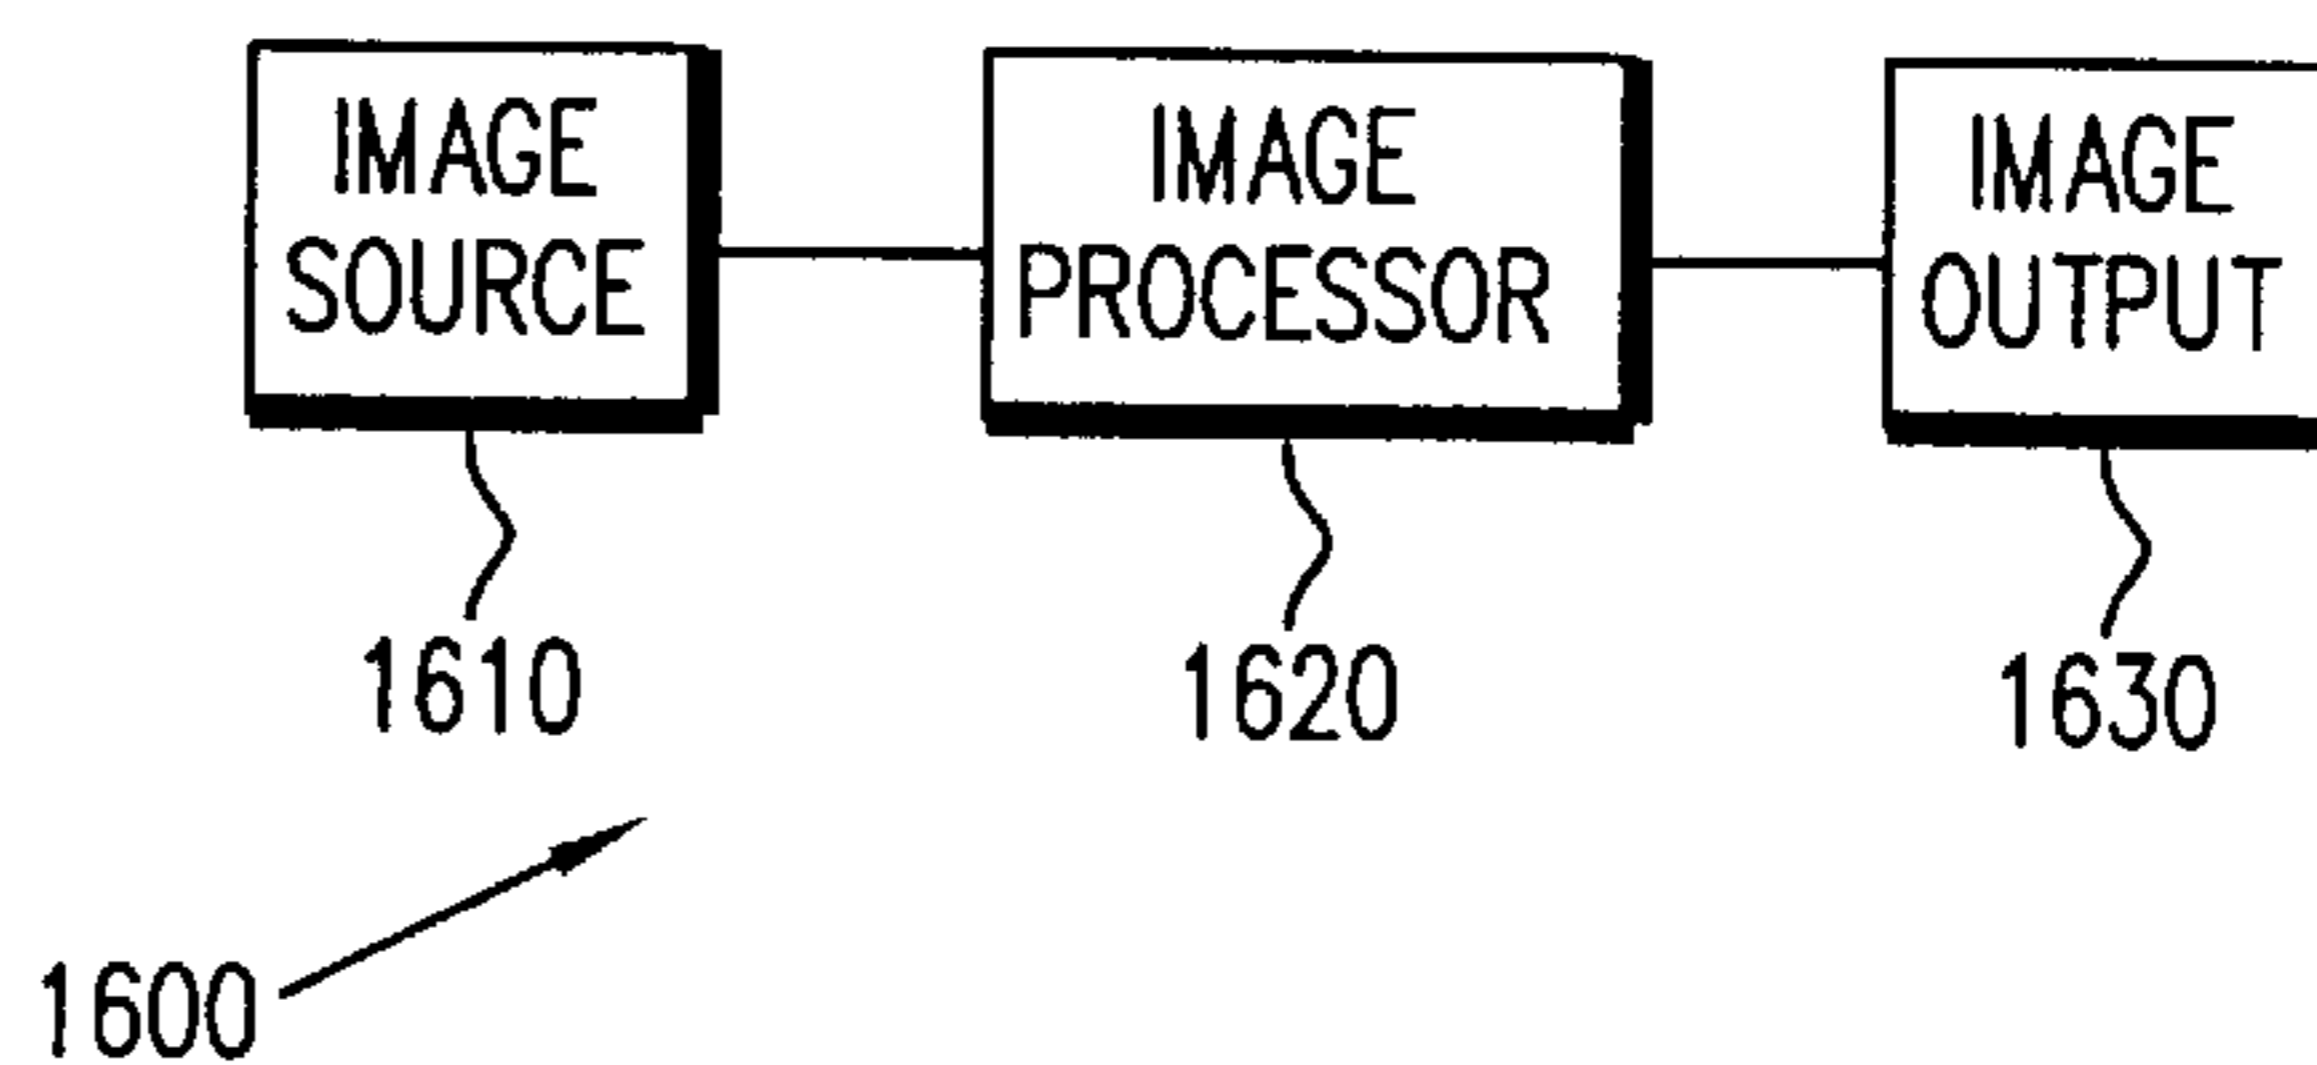 IMAGE
SOURCE
IMAGE
PROCESSOR
IMAGE
OUTPUT
1610
1620
1630
1600